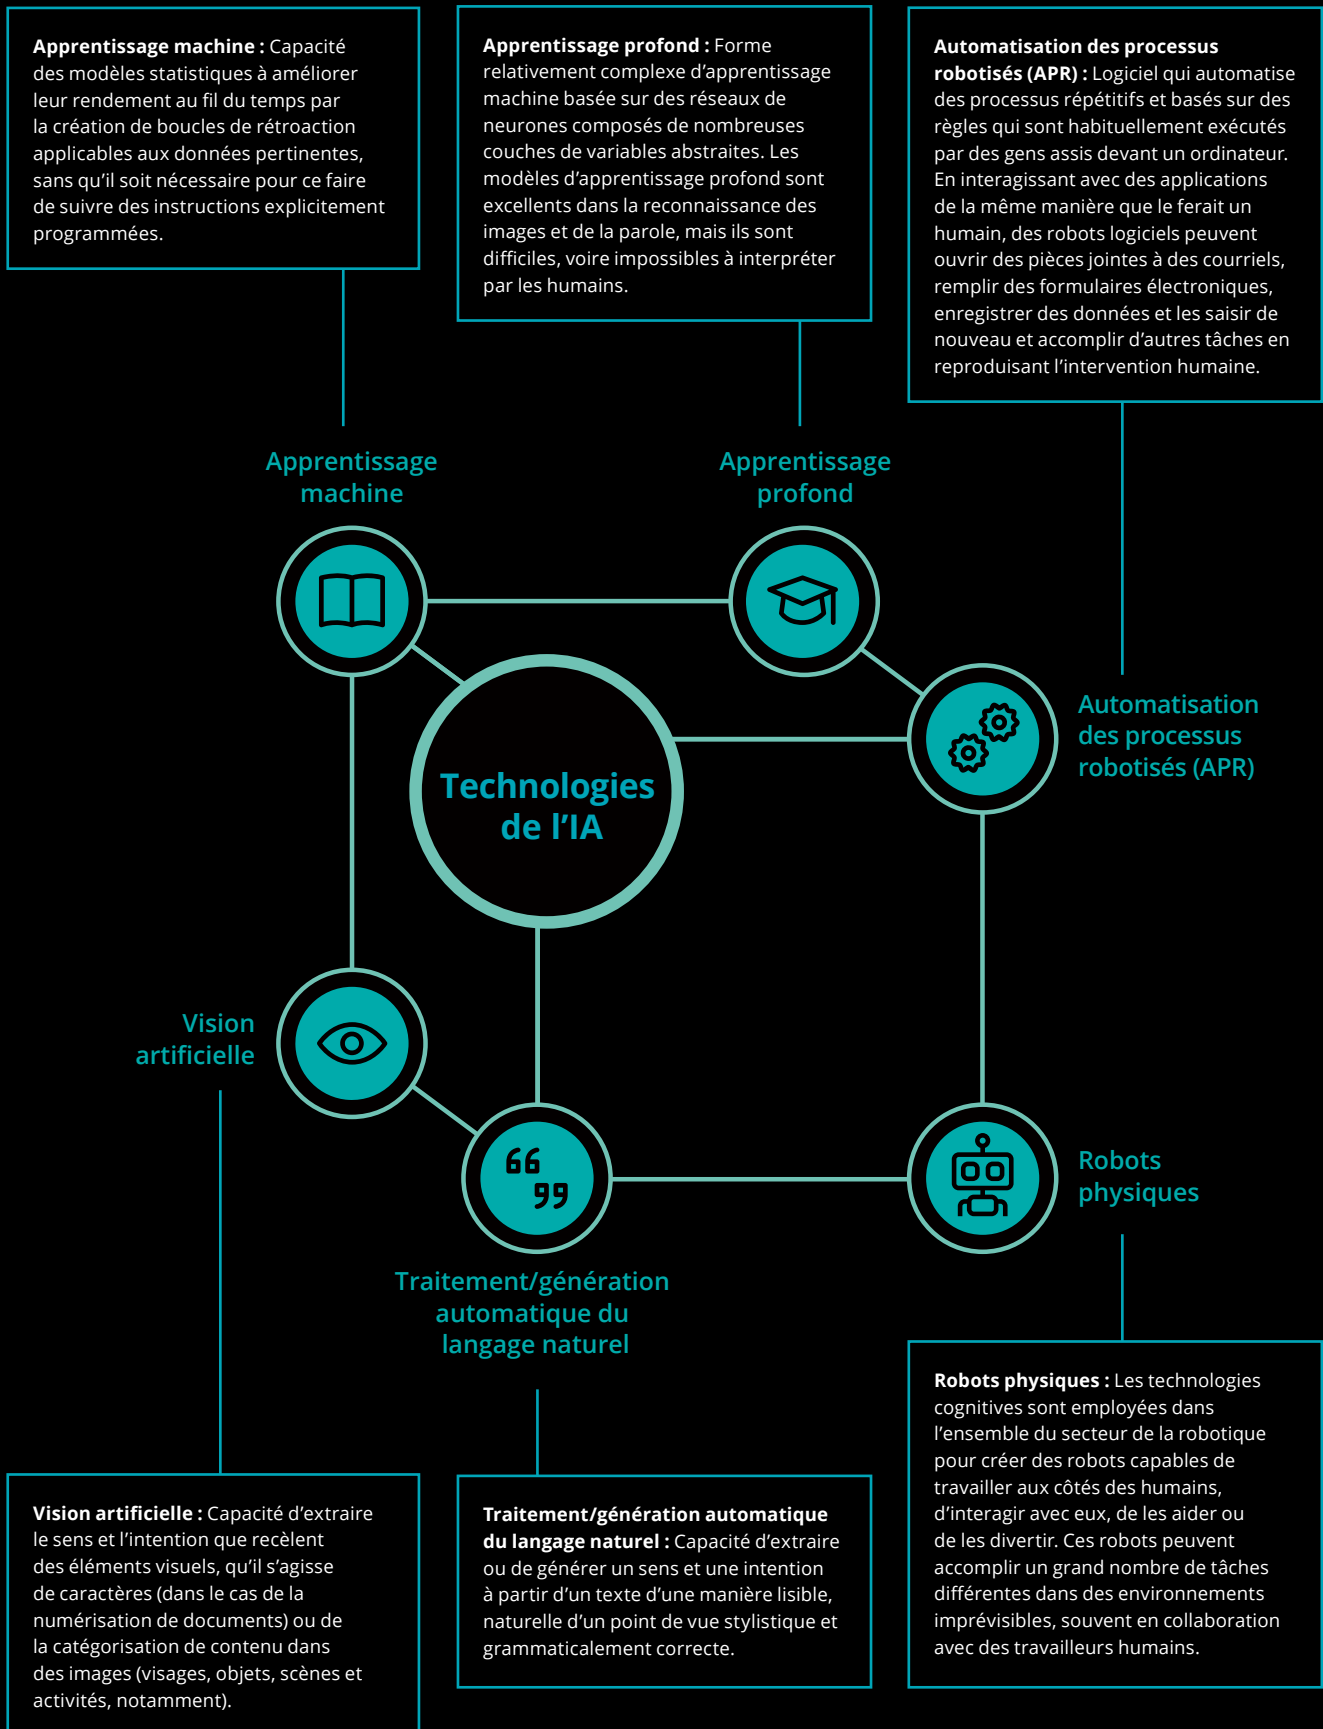 Apprentissage machine : Capacité
des modèles statistiques à améliorer
leur rendement au fil du temps par
la création de boucles de rétroaction
applicables aux données pertinentes,
sans qu’il soit nécessaire pour ce faire
de suivre des instructions explicitement
programmées.
Apprentissage profond : Forme
relativement complexe d’apprentissage
machine basée sur des réseaux de
neurones composés de nombreuses
couches de variables abstraites. Les
modèles d’apprentissage profond sont
excellents dans la reconnaissance des
images et de la parole, mais ils sont
difficiles, voire impossibles à interpréter
par les humains.
Automatisation des processus
robotisés (APR) : Logiciel qui automatise
des processus répétitifs et basés sur des
règles qui sont habituellement exécutés
par des gens assis devant un ordinateur.
En interagissant avec des applications
de la même manière que le ferait un
humain, des robots logiciels peuvent
ouvrir des pièces jointes à des courriels,
remplir des formulaires électroniques,
enregistrer des données et les saisir de
nouveau et accomplir d’autres tâches en
reproduisant l’intervention humaine.
Apprentissage
machine
Apprentissage
profond
Automatisation
des processus
robotisés (APR)
Technologies
de l’IA
Vision
artificielle
Robots
physiques
Traitement/génération
automatique du
langage naturel
Vision artificielle : Capacité d’extraire
le sens et l’intention que recèlent
des éléments visuels, qu’il s’agisse
de caractères (dans le cas de la
numérisation de documents) ou de
la catégorisation de contenu dans
des images (visages, objets, scènes et
activités, notamment).
Traitement/génération automatique
du langage naturel : Capacité d’extraire
ou de générer un sens et une intention
à partir d’un texte d’une manière lisible,
naturelle d’un point de vue stylistique et
grammaticalement correcte.
Robots physiques : Les technologies
cognitives sont employées dans
l’ensemble du secteur de la robotique
pour créer des robots capables de
travailler aux côtés des humains,
d’interagir avec eux, de les aider ou
de les divertir. Ces robots peuvent
accomplir un grand nombre de tâches
différentes dans des environnements
imprévisibles, souvent en collaboration
avec des travailleurs humains.